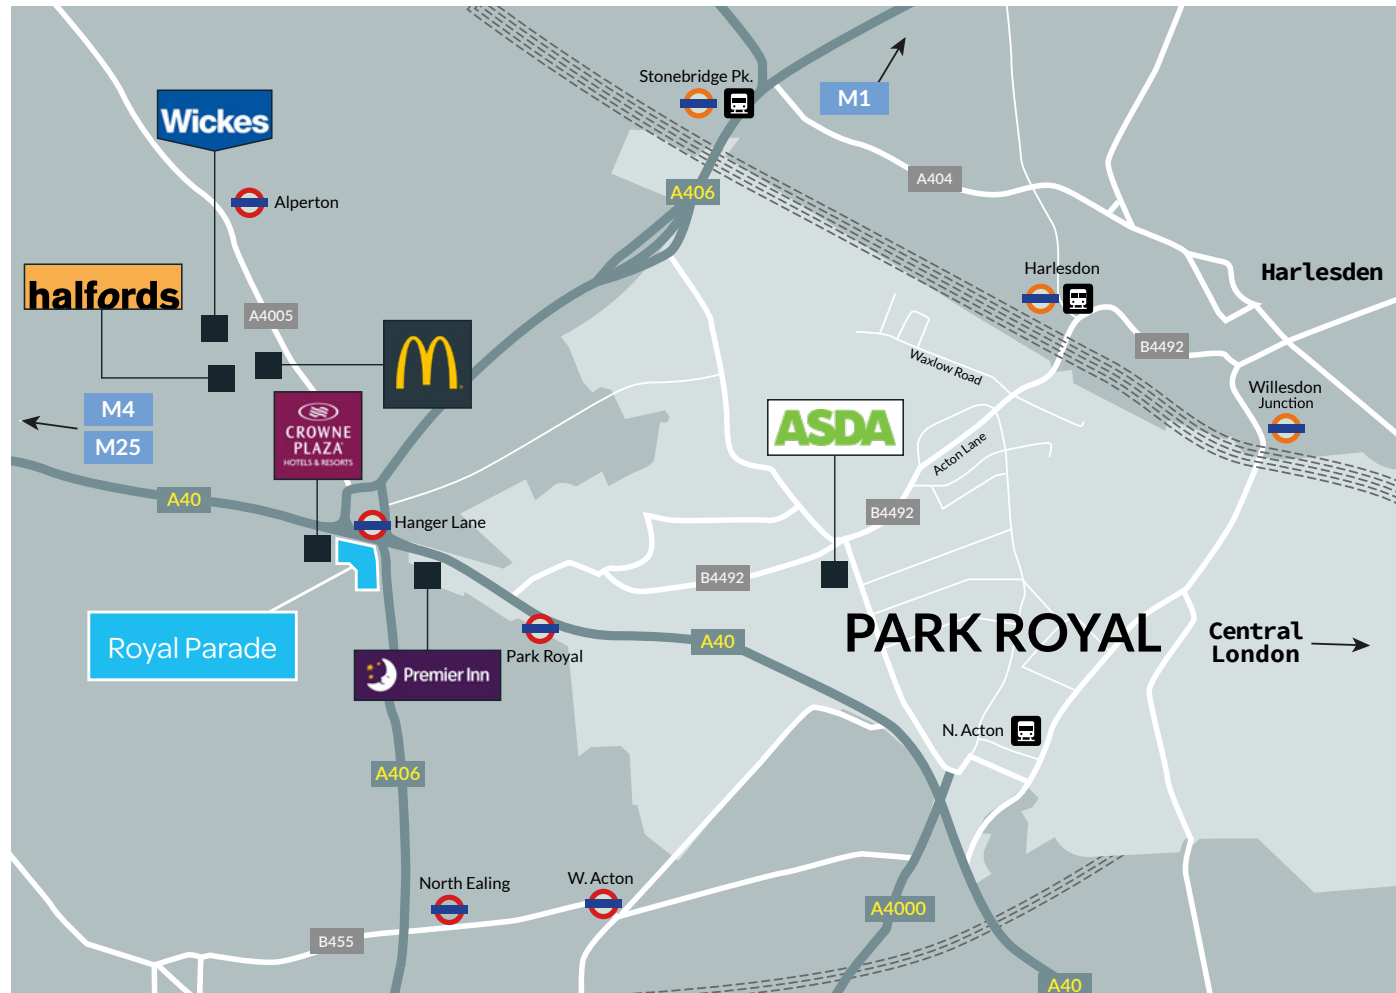 Stonebridge Pk.
M1
Wickes
A404
A406
Alperton
Harlesdon
Harlesden
halfords
A4005
B4492
Waxlow Road
M4
M25
CROWNE
PLAZA
HOTELS & RESORTS
Willesdon
Junction
ASDA
Acton Lane
A40
Hanger Lane
B4492
B4492
Royal Parade
Park Royal
Premier Inn
A40
PARK ROYAL
Central
London
N. Acton
A406
North Ealing
W. Acton
A4000
B455
A40